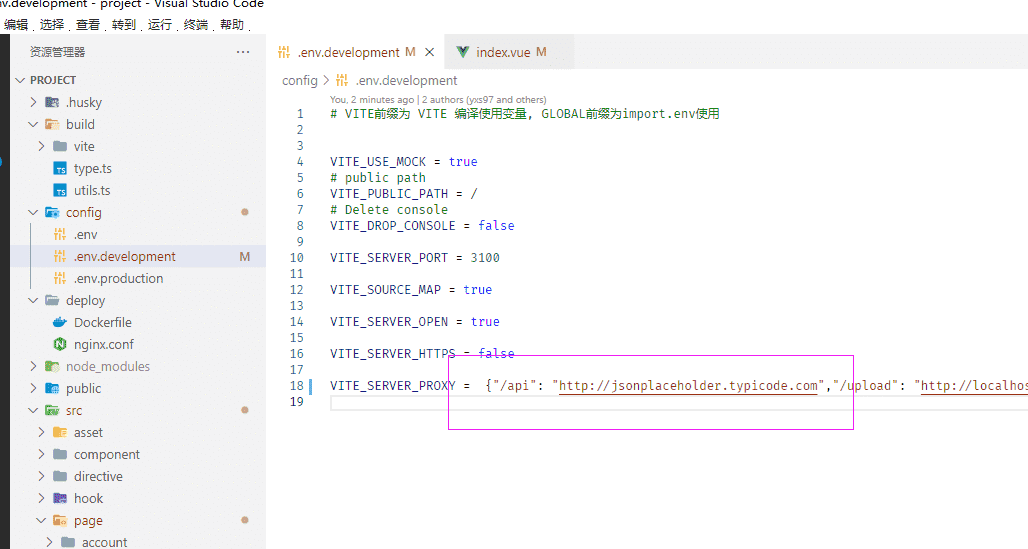 nv.development - project - Visual Studio Code
编辑 选择 查看 转到 运行 终端 帮助
资源管理器 ···
PROJECT
.husky
build
vite
TS type.ts
TS utils.ts
config
.env
.env.development M
.env.production
deploy
Dockerfile
nginx.conf
node_modules
public
src
asset
component
directive
hook
page
account
.env.development M × index.vue M
config > .env.development
You, 2 minutes ago | 2 authors (yxs97 and others)
1 # VITE前缀为 VITE 编译使用变量, GLOBAL前缀为import.env使用
2
3
4 VITE_USE_MOCK = true
5 # public path
6 VITE_PUBLIC_PATH = /
7 # Delete console
8 VITE_DROP_CONSOLE = false
9
10 VITE_SERVER_PORT = 3100
11
12 VITE_SOURCE_MAP = true
13
14 VITE_SERVER_OPEN = true
15
16 VITE_SERVER_HTTPS = false
17
18 VITE_SERVER_PROXY = {"/api": "http://jsonplaceholder.typicode.com","/upload": "http://localhos
19